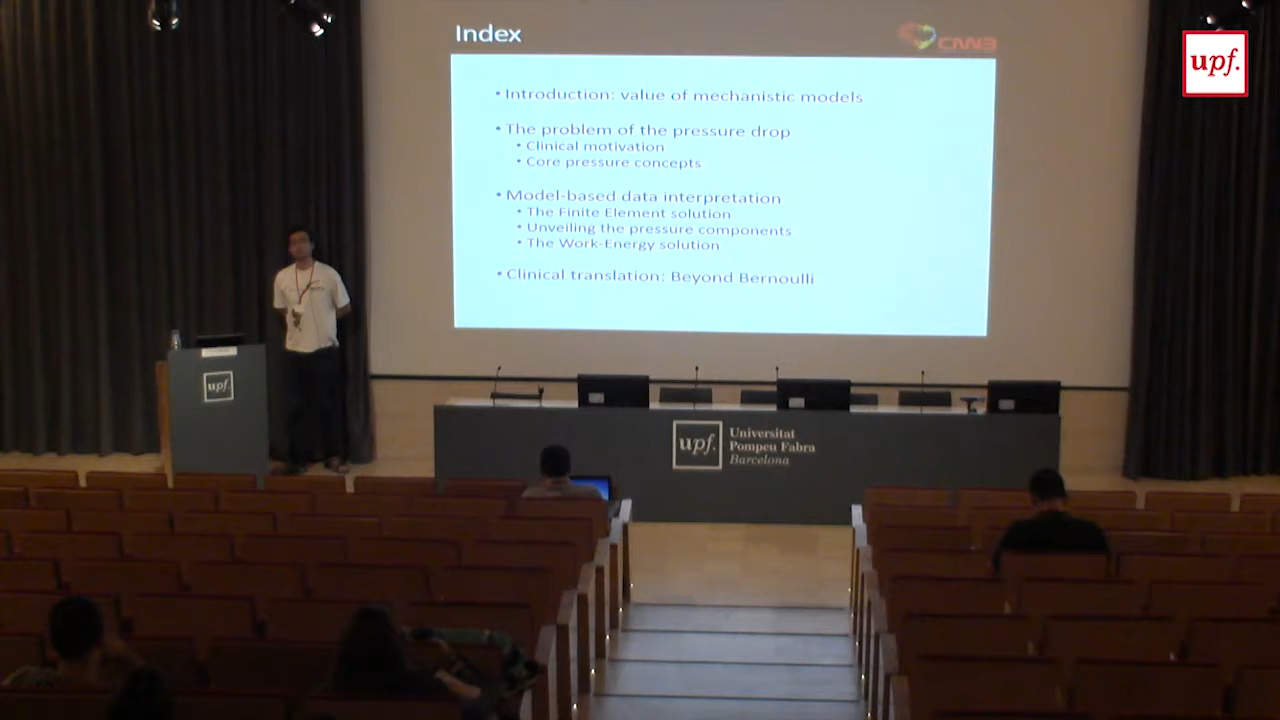 Index
CNN3
upf.
• Introduction: value of mechanistic models
• The problem of the pressure drop
• Clinical motivation
• Core pressure concepts
• Model-based data interpretation
• The Finite Element solution
• Unveiling the pressure components
• The Work-Energy solution
• Clinical translation: Beyond Bernoulli
upf.
upf.
Universitat
Pompeu Fabra
Barcelona